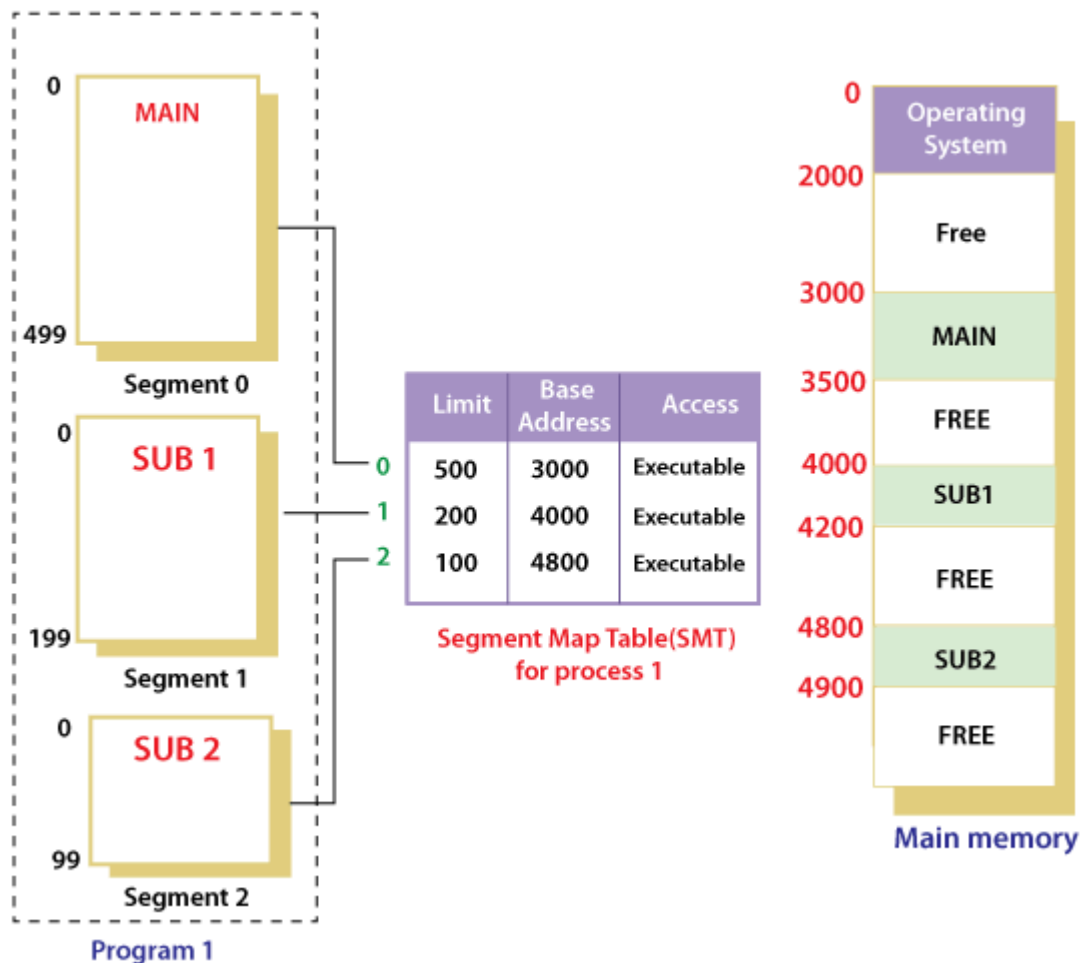 0
MAIN
499
Segment 0
0
SUB 1
199
Segment 1
0
SUB 2
99
Segment 2
Program 1
Limit Base Address Access
0 500 3000 Executable
1 200 4000 Executable
2 100 4800 Executable
Segment Map Table(SMT)
for process 1
0
Operating
System
2000
Free
3000
MAIN
3500
FREE
4000
SUB1
4200
FREE
4800
SUB2
4900
FREE
Main memory